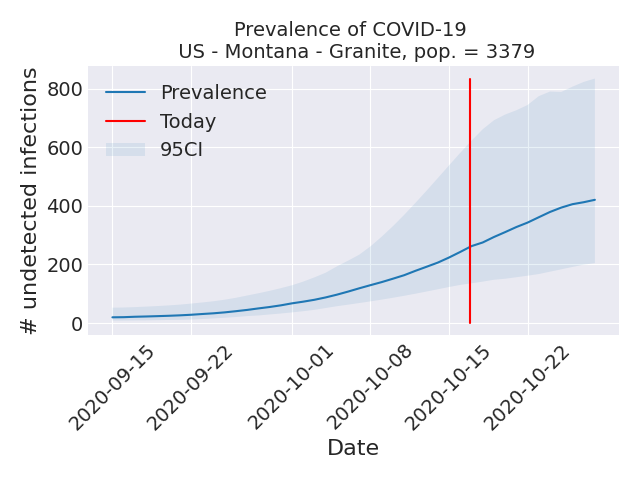 Prevalence of COVID-19
US - Montana - Granite, pop. = 3379
# undetected infections
800
600
400
200
0
Prevalence
Today
95CI
2020-09-15
2020-09-22
2020-10-01
2020-10-08
2020-10-15
2020-10-22
Date